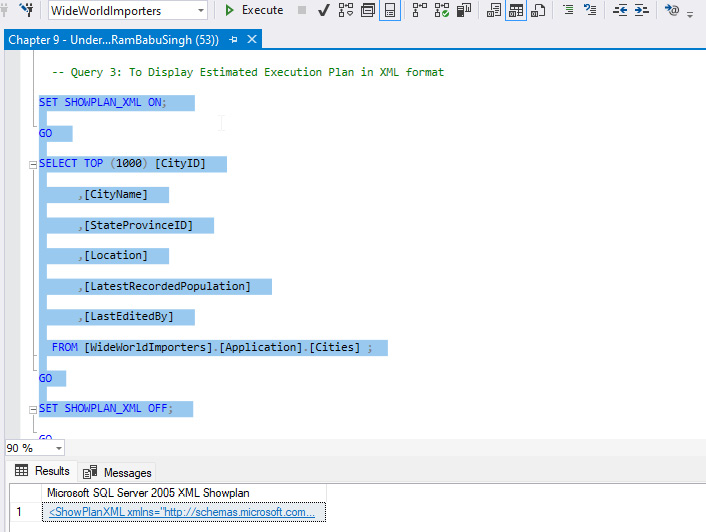 WideWorldImporters
Execute
Chapter 9 - Under...RamBabuSingh (53))
-- Query 3: To Display Estimated Execution Plan in XML format
SET SHOWPLAN_XML ON;
GO
SELECT TOP (1000) [CityID]
,[CityName]
,[StateProvinceID]
,[Location]
,[LatestRecordedPopulation]
,[LastEditedBy]
FROM [WideWorldImporters].[Application].[Cities] ;
GO
SET SHOWPLAN_XML OFF;
GO
90 %
Results Messages
Microsoft SQL Server 2005 XML Showplan
1 <ShowPlanXML xmlns="http://schemas.microsoft.com...